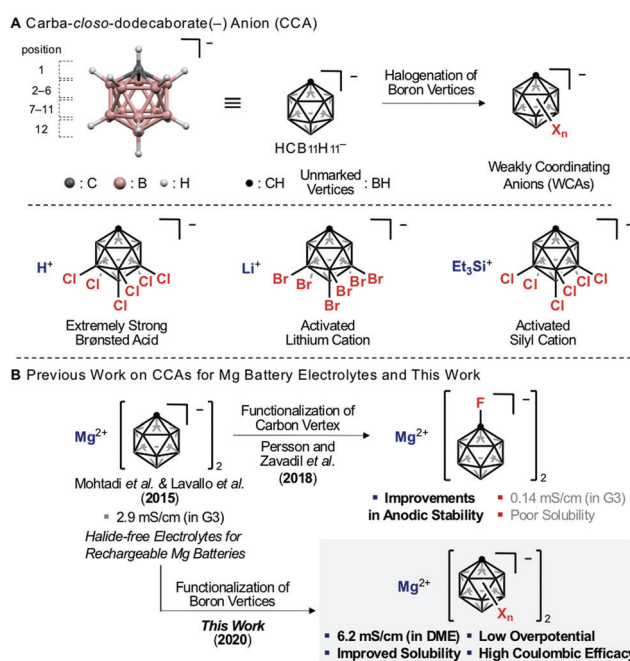 A Carba-closo-dodecaborate(–) Anion (CCA)
position
1
2–6
7–11
12
–
≡
–
HCB11H11–
Halogenation of
Boron Vertices
–
Xn
Weakly Coordinating
Anions (WCAs)
: C : B : H
: CH Unmarked Vertices : BH
H+
–
Cl Cl Cl Cl Cl
Extremely Strong
Brønsted Acid
Li+
–
Br Br Br Br Br Br
Activated
Lithium Cation
Et3Si+
–
Cl Cl Cl Cl Cl
Activated
Silyl Cation
B Previous Work on CCAs for Mg Battery Electrolytes and This Work
Mg2+
–
2
Mohtadi et al. & Lavallo et al.
(2015)
2.9 mS/cm (in G3)
Halide-free Electrolytes for
Rechargeable Mg Batteries
Functionalization of
Carbon Vertex
Persson and
Zavadil et al.
(2018)
Mg2+
F
–
2
Improvements
in Anodic Stability
0.14 mS/cm (in G3)
Poor Solubility
Functionalization of
Boron Vertices
This Work
(2020)
Mg2+
–
Xn
2
6.2 mS/cm (in DME) Low Overpotential
Improved Solubility High Coulombic Efficacy